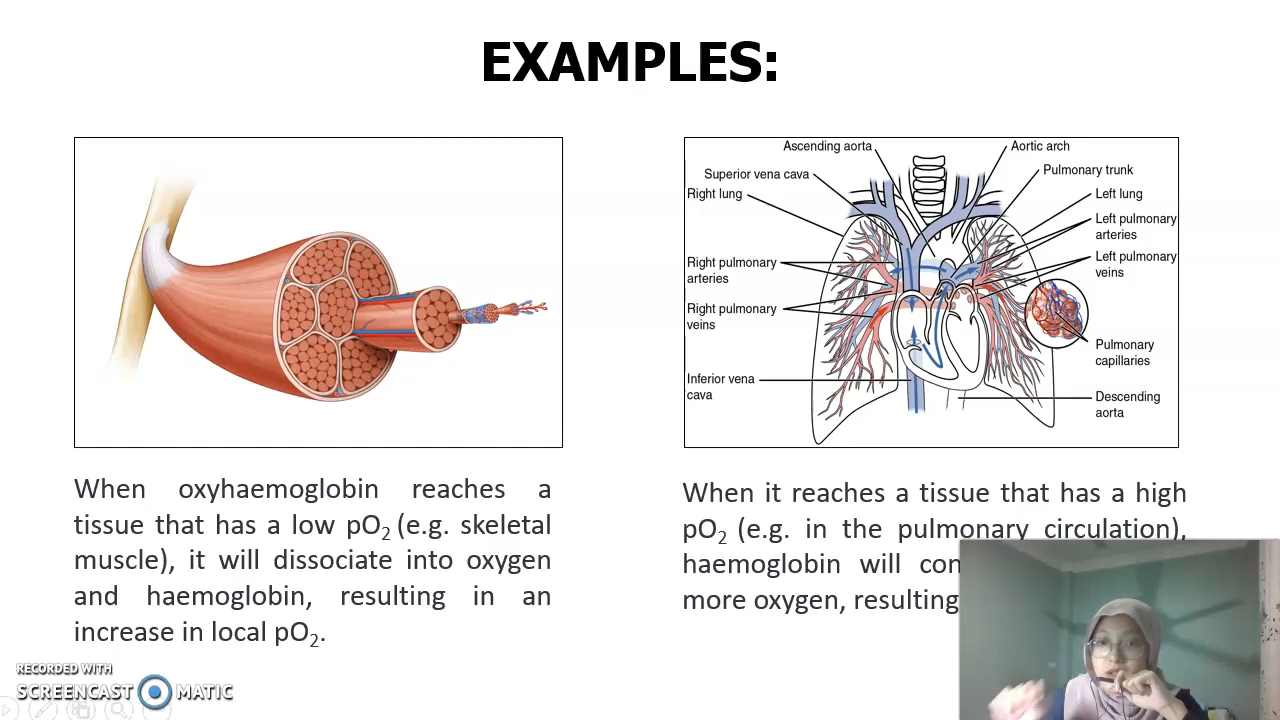 EXAMPLES:
Ascending aorta
Aortic arch
Superior vena cava
Pulmonary trunk
Right lung
Left lung
Left pulmonary
arteries
Right pulmonary
arteries
Left pulmonary
veins
Right pulmonary
veins
Pulmonary
capillaries
Inferior vena
cava
Descending
aorta
When oxyhaemoglobin reaches a
tissue that has a low pO₂ (e.g. skeletal
muscle), it will dissociate into oxygen
and haemoglobin, resulting in an
increase in local pO₂.
When it reaches a tissue that has a high
pO₂ (e.g. in the pulmonary circulation),
haemoglobin will
more oxygen, resulting
RECORDED WITH
SCREENCAST MATIC